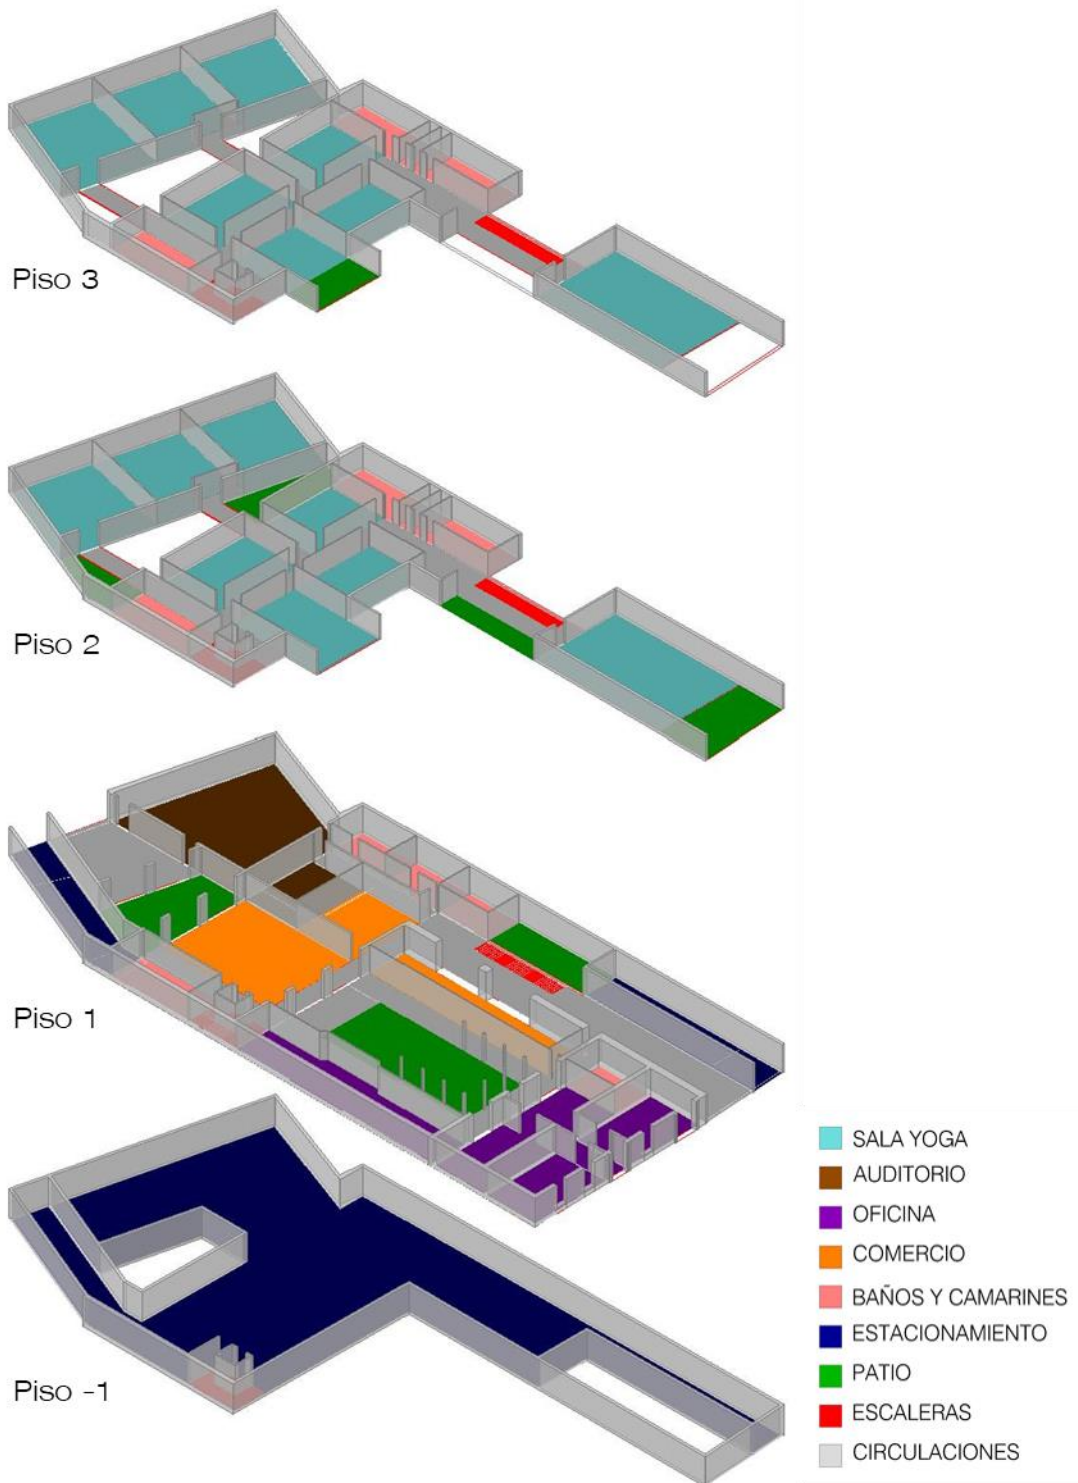 Piso 3
Piso 2
Piso 1
Piso -1
SALA YOGA
AUDITORIO
OFICINA
COMERCIO
BAÑOS Y CAMARINES
ESTACIONAMIENTO
PATIO
ESCALERAS
CIRCULACIONES